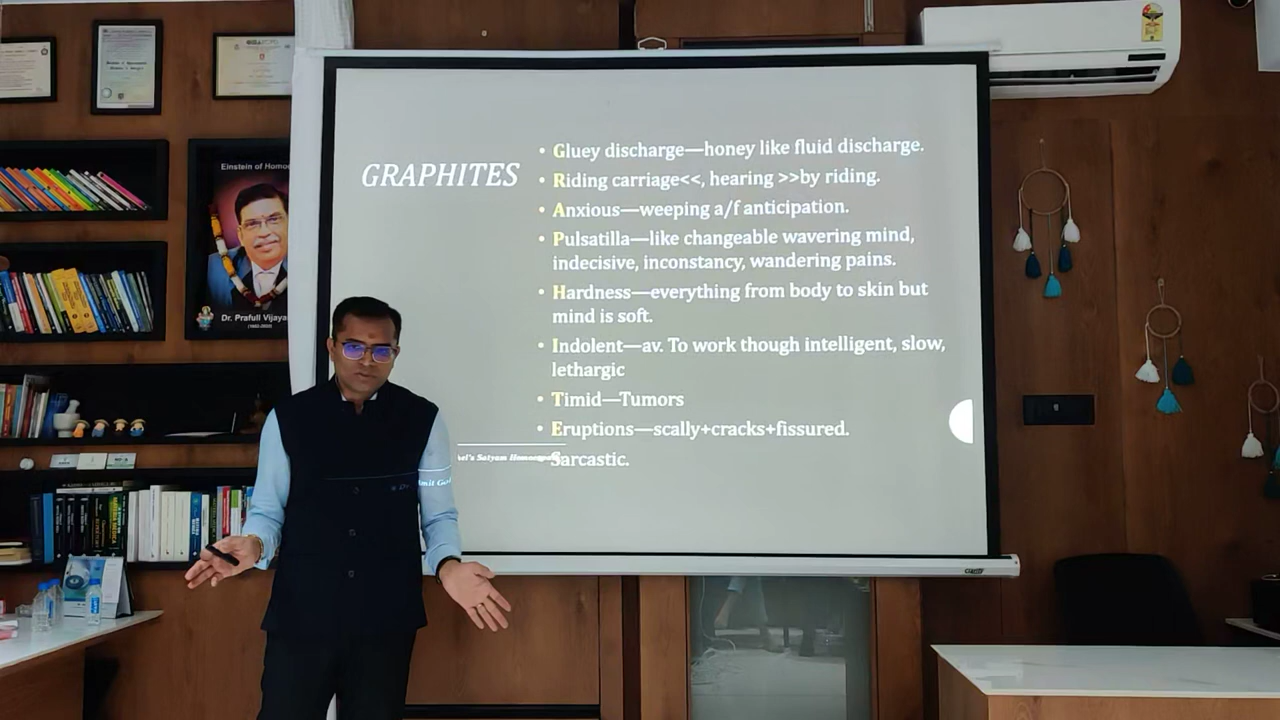 GRAPHITES
• Gluey discharge—honey like fluid discharge.
• Riding carriage<<, hearing >>by riding.
• Anxious—weeping a/f anticipation.
• Pulsatilla—like changeable wavering mind,
indecisive, inconstancy, wandering pains.
• Hardness—everything from body to skin but
mind is soft.
• Indolent—av. To work though intelligent, slow,
lethargic
• Timid—Tumors
• Eruptions—scally+cracks+fissured.
Sarcastic.
Satyam
Einstein of
Dr. Prafull Vijaya